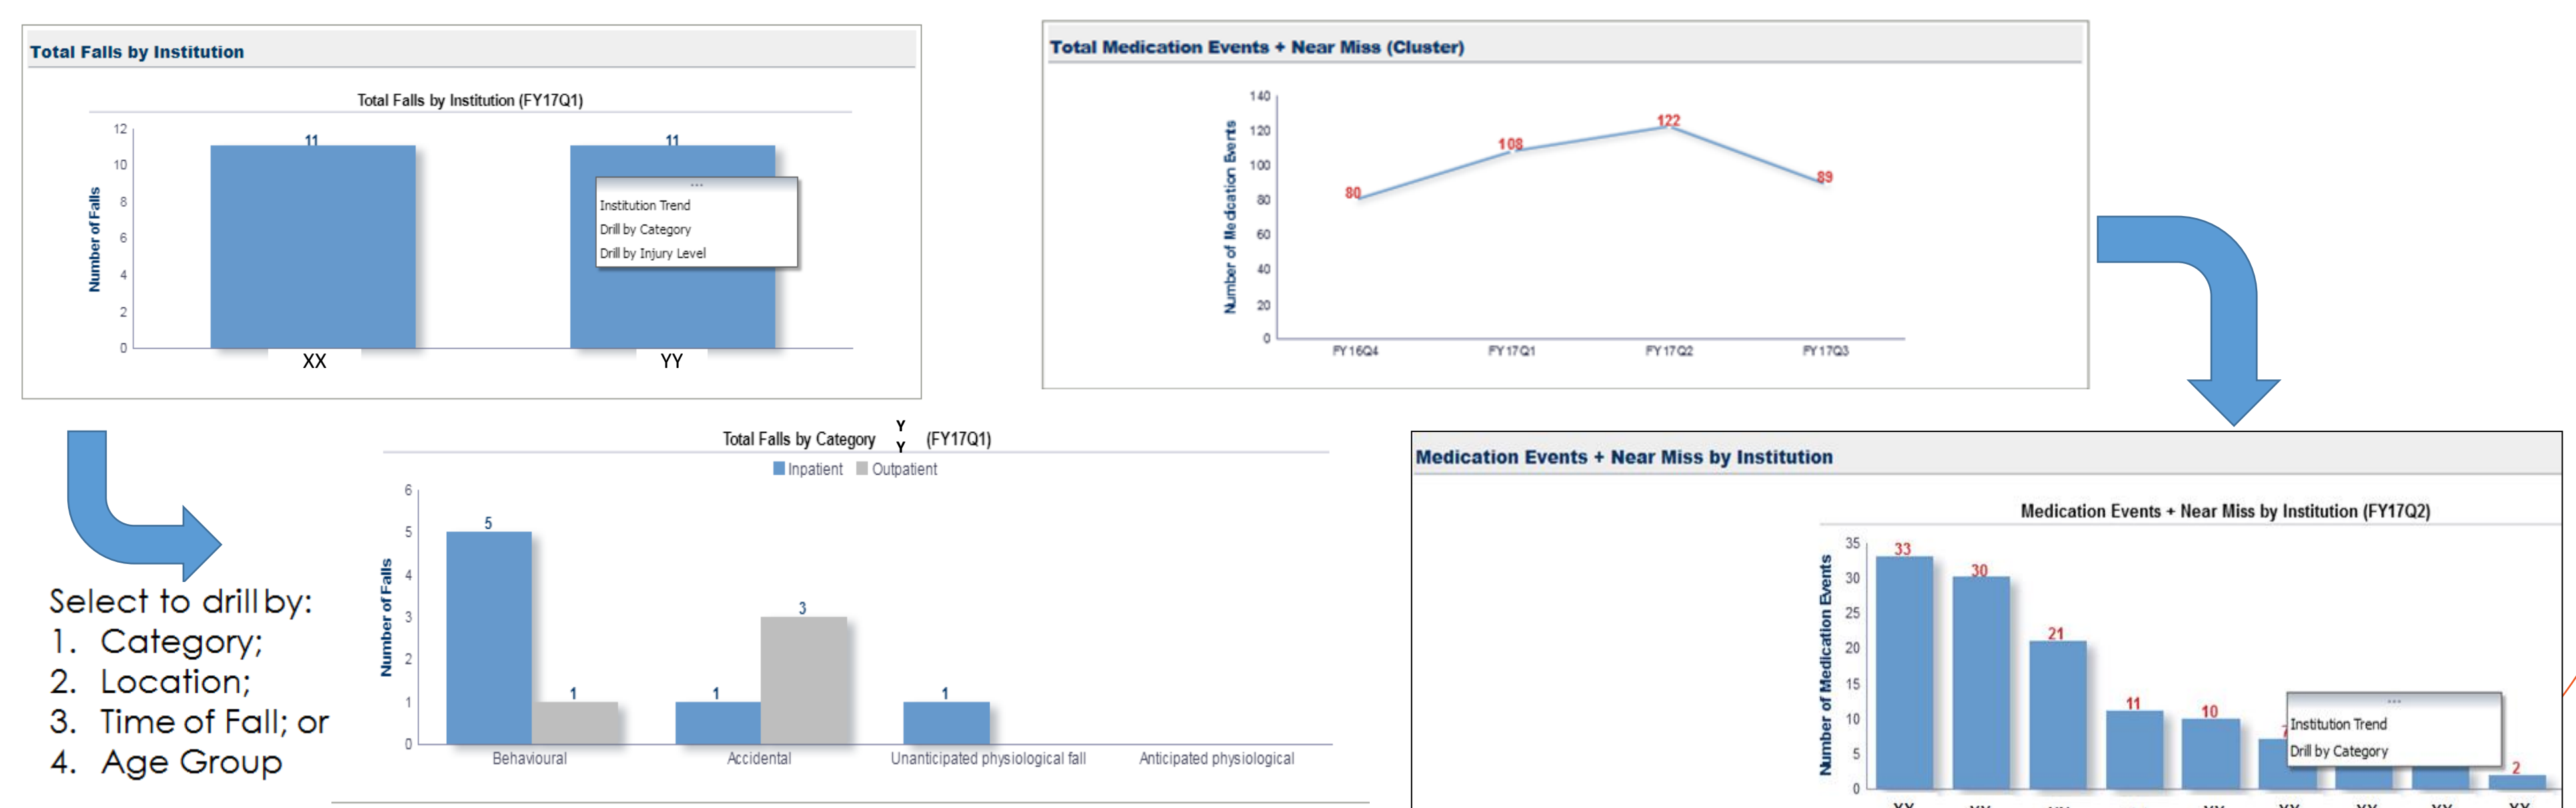 Total Falls by Institution
Total Falls by Institution (FY17Q1)
Number of Falls
12
10
8
6
4
2
0
11
11
...
Institution Trend
Drill by Category
Drill by Injury Level
XX
YY
Total Medication Events + Near Miss (Cluster)
Number of Medication Events
140
120
100
80
60
40
20
0
80
108
122
89
FY16Q4
FY17Q1
FY17Q2
FY17Q3
Select to drill by:
1. Category;
2. Location;
3. Time of Fall; or
4. Age Group
Total Falls by Category YY (FY17Q1)
Inpatient
Outpatient
Number of Falls
6
5
4
3
2
1
0
5
1
1
3
1
Behavioural
Accidental
Unanticipated physiological fall
Anticipated physiological
Medication Events + Near Miss by Institution
Medication Events + Near Miss by Institution (FY17Q2)
Number of Medication Events
35
30
25
20
15
10
5
0
33
30
21
11
10
2
...
Institution Trend
Drill by Category